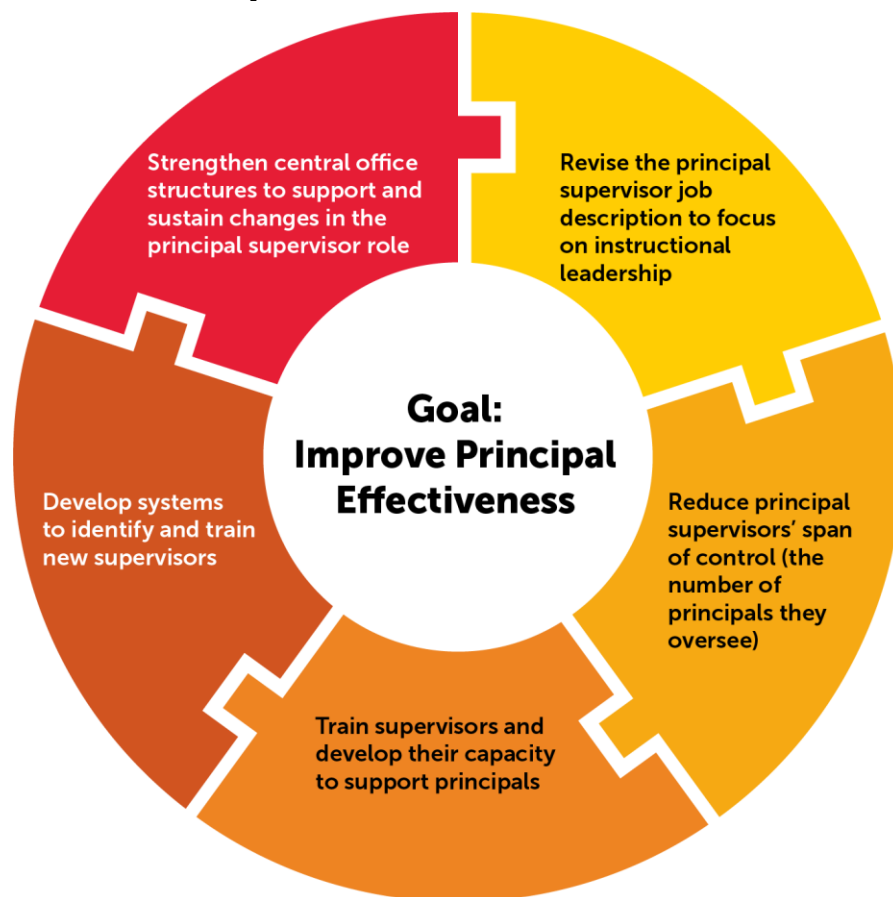 Goal:
Improve Principal
Effectiveness
Revise the principal
supervisor job
description to focus
on instructional
leadership
Reduce principal
supervisors’ span
of control (the
number of
principals they
oversee)
Train supervisors and
develop their capacity
to support principals
Develop systems
to identify and train
new supervisors
Strengthen central office
structures to support and
sustain changes in the
principal supervisor role